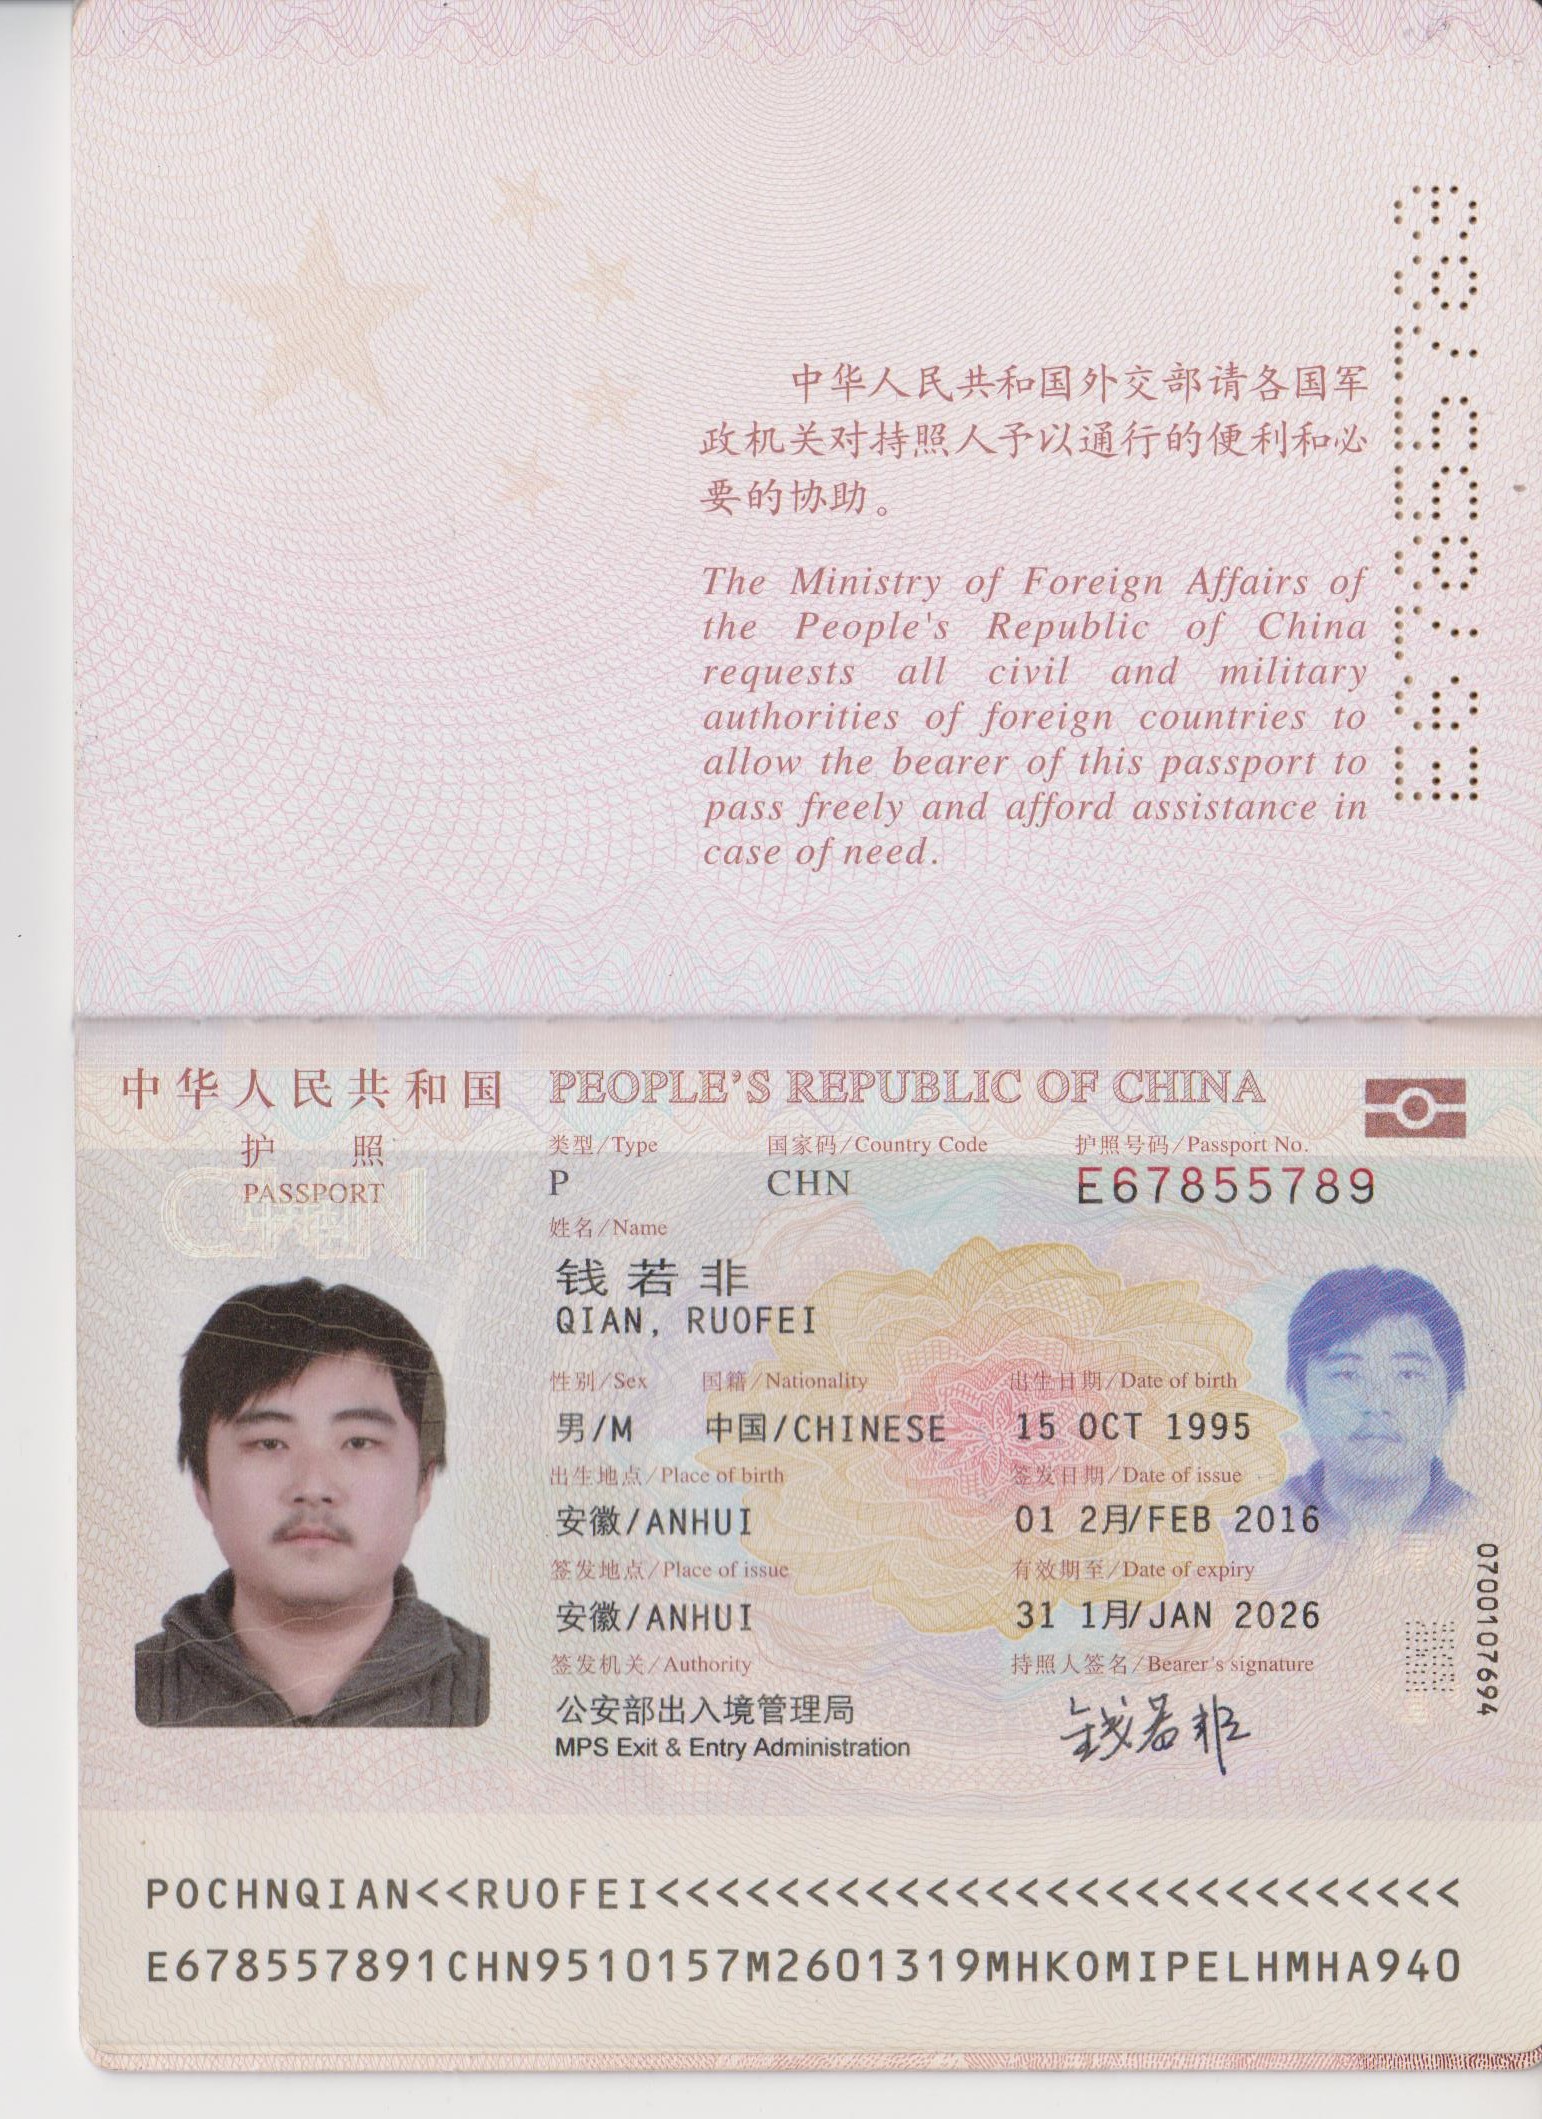 中华人民共和国外交部请各国军
政机关对持照人予以通行的便利和必
要的协助。
The Ministry of Foreign Affairs of
the People's Republic of China
requests all civil and military
authorities of foreign countries to
allow the bearer of this passport to
pass freely and afford assistance in
case of need.
E67855789
中华人民共和国 PEOPLE'S REPUBLIC OF CHINA
护 照
PASSPORT
类型/Type 国家码/Country Code 护照号码/Passport No.
P CHN E67855789
姓名/Name
钱若非
QIAN, RUOFEI
性别/Sex 国籍/Nationality 出生日期/Date of birth
男/M 中国/CHINESE 15 OCT 1995
出生地点/Place of birth 签发日期/Date of issue
安徽/ANHUI 01 2月/FEB 2016
签发地点/Place of issue 有效期至/Date of expiry
安徽/ANHUI 31 1月/JAN 2026
签发机关/Authority 持照人签名/Bearer's signature
公安部出入境管理局 钱若非
MPS Exit & Entry Administration
0700107694
POCHNQIAN<<RUOFEI<<<<<<<<<<<<<<<<<<<<<<<<<<<
E678557891CHN9510157M2601319MHKOMIPELHMHA940